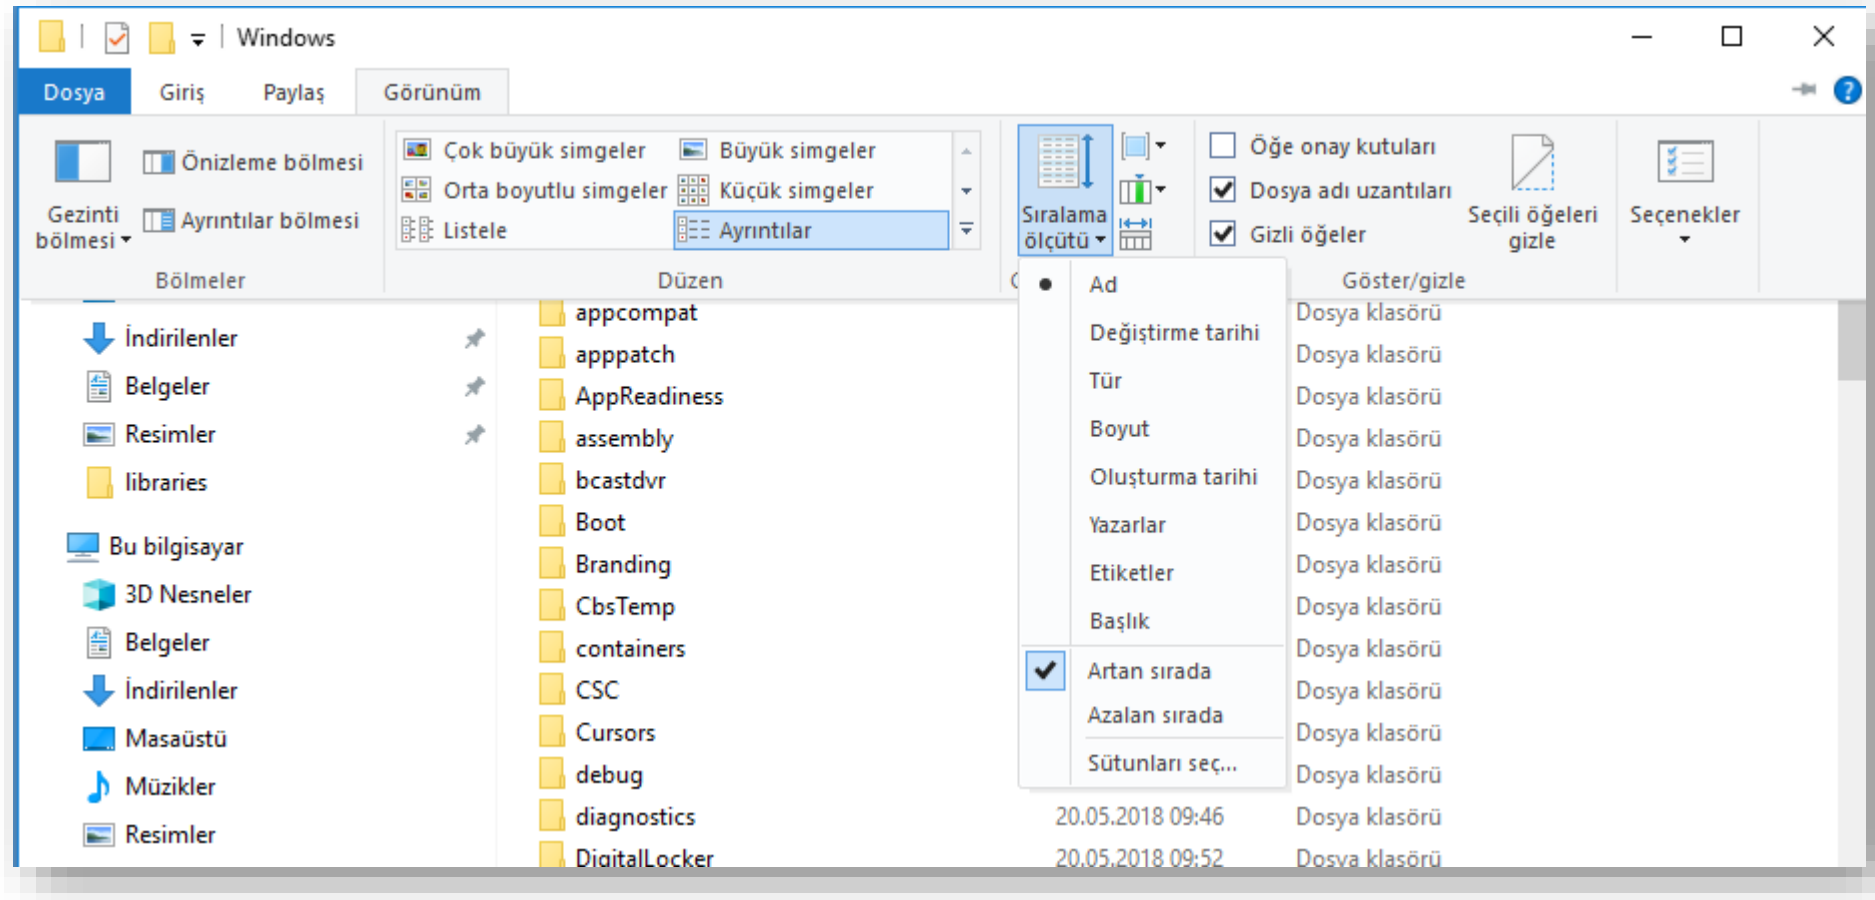 Windows
Dosya Giriş Paylaş Görünüm
Gezinti bölmesi
Önizleme bölmesi
Ayrıntılar bölmesi
Bölmeler
Çok büyük simgeler
Büyük simgeler
Orta boyutlu simgeler
Küçük simgeler
Listele
Ayrıntılar
Düzen
Sıralama
ölçütü
Öğe onay kutuları
Dosya adı uzantıları
Gizli öğeler
Seçili öğeleri
gizle
Göster/gizle
Seçenekler
İndirilenler
Belgeler
Resimler
libraries
Bu bilgisayar
3D Nesneler
Belgeler
İndirilenler
Masaüstü
Müzikler
Resimler
appcompat Dosya klasörü
apppatch Dosya klasörü
AppReadiness Dosya klasörü
assembly Dosya klasörü
bcastdvr Dosya klasörü
Boot Dosya klasörü
Branding Dosya klasörü
CbsTemp Dosya klasörü
containers Dosya klasörü
CSC Dosya klasörü
Cursors Dosya klasörü
debug Dosya klasörü
diagnostics 20.05.2018 09:46 Dosya klasörü
DigitalLocker 20.05.2018 09:52 Dosya klasörü
Ad
Değiştirme tarihi
Tür
Boyut
Oluşturma tarihi
Yazarlar
Etiketler
Başlık
Artan sırada
Azalan sırada
Sütunları seç...